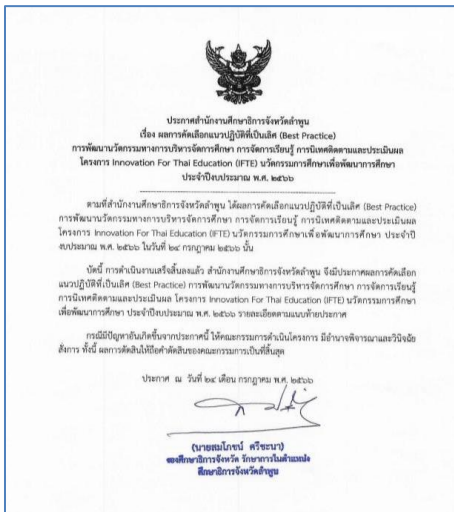 ประกาศสำนักงานศึกษาธิการจังหวัดลำพูน
เรื่อง ผลการคัดเลือกแนวปฏิบัติที่เป็นเลิศ (Best Practice)
การพัฒนานวัตกรรมทางการบริหารจัดการศึกษา การจัดการเรียนรู้ การนิเทศติดตามและประเมินผล
โครงการ Innovation For Thai Education (IFTE) นวัตกรรมการศึกษาเพื่อพัฒนาการศึกษา
ประจำปีงบประมาณ พ.ศ. ๒๕๖๖
ตามที่สำนักงานศึกษาธิการจังหวัดลำพูน ได้ผลการคัดเลือกแนวปฏิบัติที่เป็นเลิศ (Best Practice)
การพัฒนานวัตกรรมทางการบริหารจัดการศึกษา การจัดการเรียนรู้ การนิเทศติดตามและประเมินผล
โครงการ Innovation For Thai Education (IFTE) นวัตกรรมการศึกษาเพื่อพัฒนาการศึกษา ประจำปี
งบประมาณ พ.ศ. ๒๕๖๖ ในวันที่ ๒๔ กรกฎาคม ๒๕๖๖ นั้น
บัดนี้ การดำเนินงานเสร็จสิ้นลงแล้ว สำนักงานศึกษาธิการจังหวัดลำพูน จึงมีประกาศผลการคัดเลือก
แนวปฏิบัติที่เป็นเลิศ (Best Practice) การพัฒนานวัตกรรมทางการบริหารจัดการศึกษา การจัดการเรียนรู้
การนิเทศติดตามและประเมินผล โครงการ Innovation For Thai Education (IFTE) นวัตกรรมการศึกษา
เพื่อพัฒนาการศึกษา ประจำปีงบประมาณ พ.ศ. ๒๕๖๖ รายละเอียดตามแนบท้ายประกาศ
กรณีมีปัญหาอันเกิดขึ้นจากประกาศนี้ ให้คณะกรรมการดำเนินโครงการ มีอำนาจพิจารณาและวินิจฉัย
สั่งการ ทั้งนี้ ผลการตัดสินให้ถือคำตัดสินของคณะกรรมการเป็นที่สิ้นสุด
ประกาศ ณ วันที่ ๒๔ เดือน กรกฎาคม พ.ศ. ๒๕๖๖
(นายสมโภชน์ ศรีชะนา)
รองศึกษาธิการจังหวัด รักษาการในตำแหน่ง
ศึกษาธิการจังหวัดลำพูน